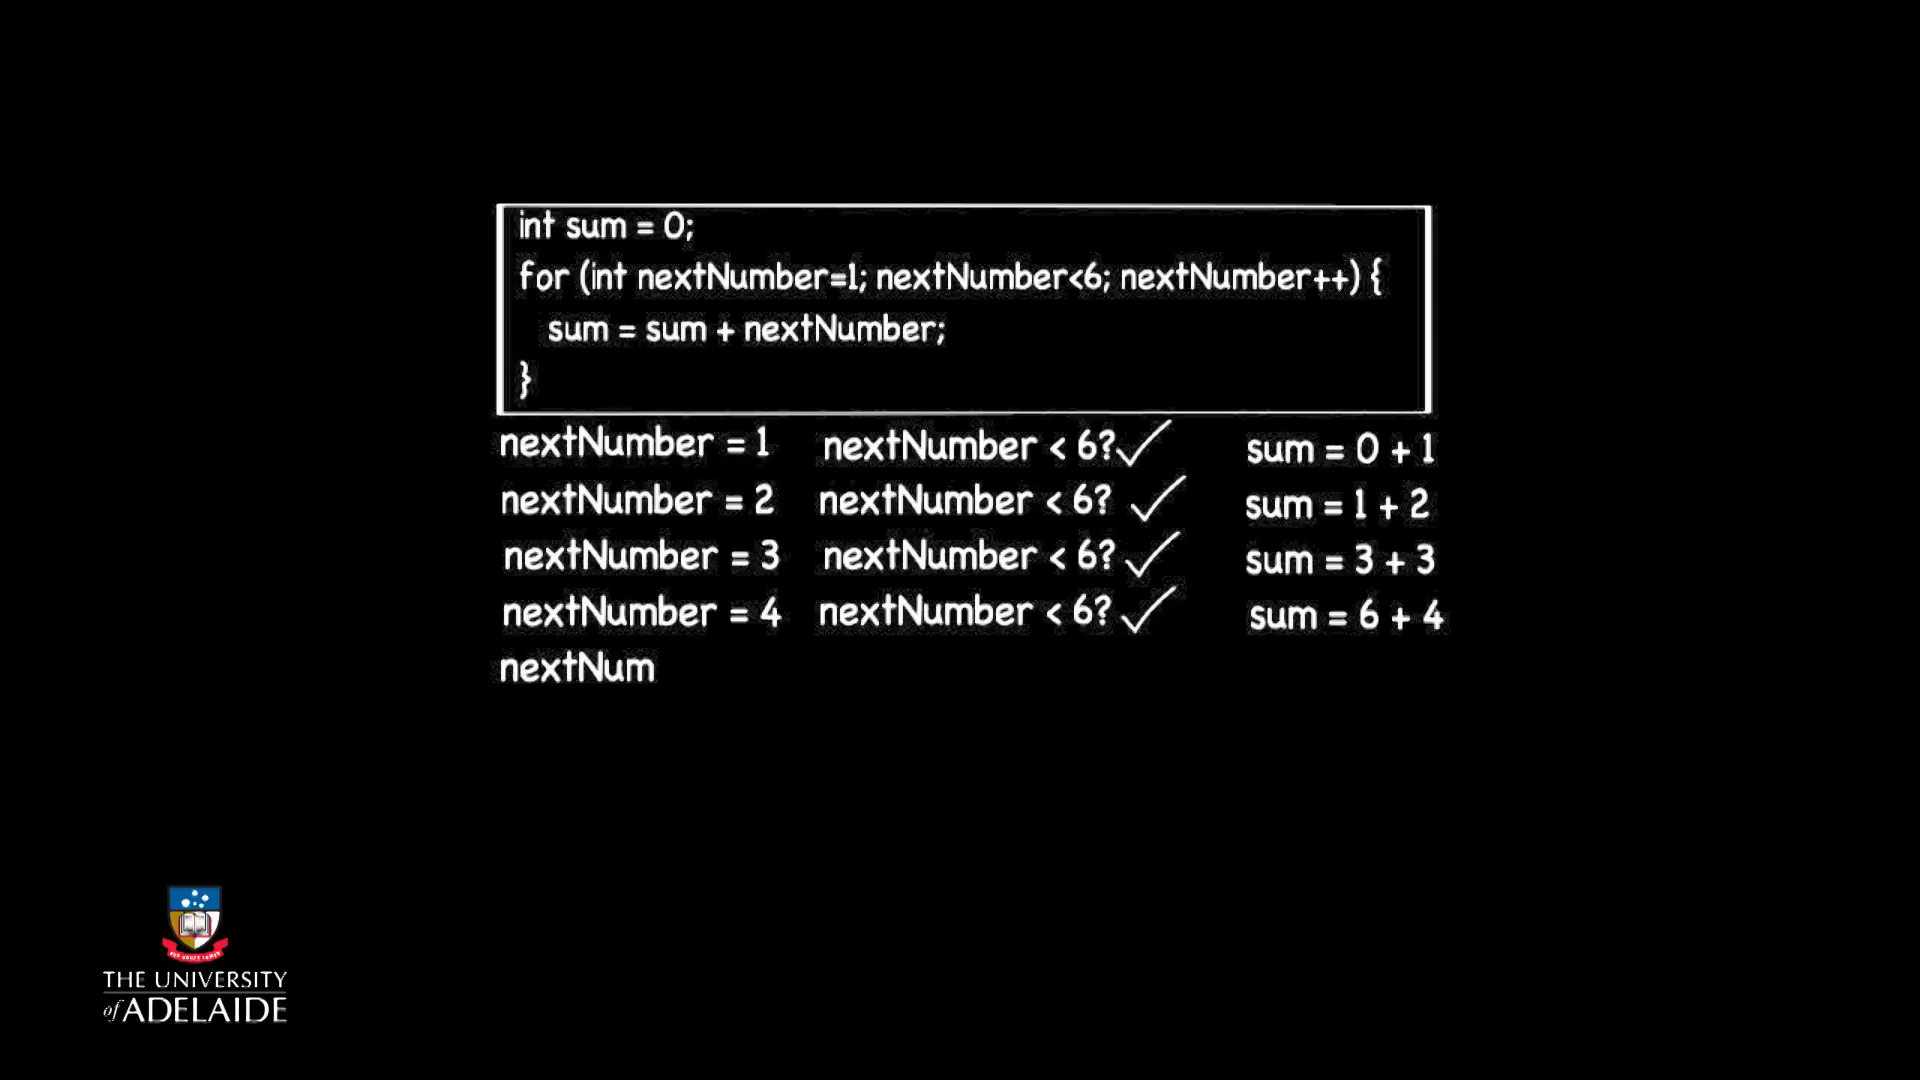 int sum = 0;
for (int nextNumber=1; nextNumber<6; nextNumber++) {
sum = sum + nextNumber;
}
nextNumber = 1 nextNumber < 6? ✓ sum = 0 + 1
nextNumber = 2 nextNumber < 6? ✓ sum = 1 + 2
nextNumber = 3 nextNumber < 6? ✓ sum = 3 + 3
nextNumber = 4 nextNumber < 6? ✓ sum = 6 + 4
nextNum
THE UNIVERSITY
of ADELAIDE